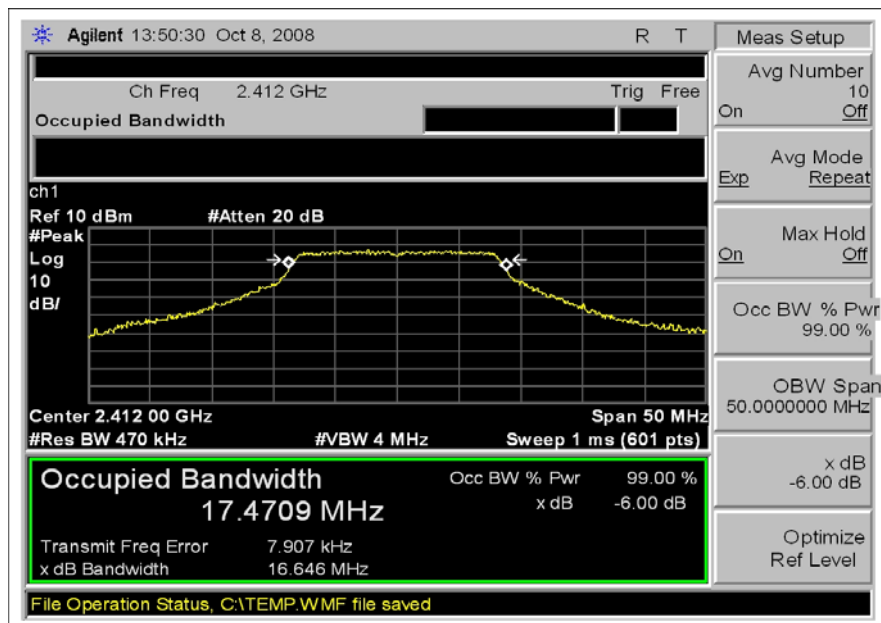 Agilent 13:50:30 Oct 8, 2008 R T
Ch Freq 2.412 GHz Trig Free
Occupied Bandwidth
ch1
Ref 10 dBm #Atten 20 dB
#Peak
Log
10
dB/
Center 2.412 00 GHz Span 50 MHz
#Res BW 470 kHz #VBW 4 MHz Sweep 1 ms (601 pts)
Occupied Bandwidth Occ BW % Pwr 99.00 %
17.4709 MHz x dB -6.00 dB
Transmit Freq Error 7.907 kHz
x dB Bandwidth 16.646 MHz
File Operation Status, C:\TEMP.WMF file saved
Meas Setup
Avg Number
10
On Off
Avg Mode
Exp Repeat
Max Hold
On Off
Occ BW % Pwr
99.00 %
OBW Span
50.0000000 MHz
x dB
-6.00 dB
Optimize
Ref Level